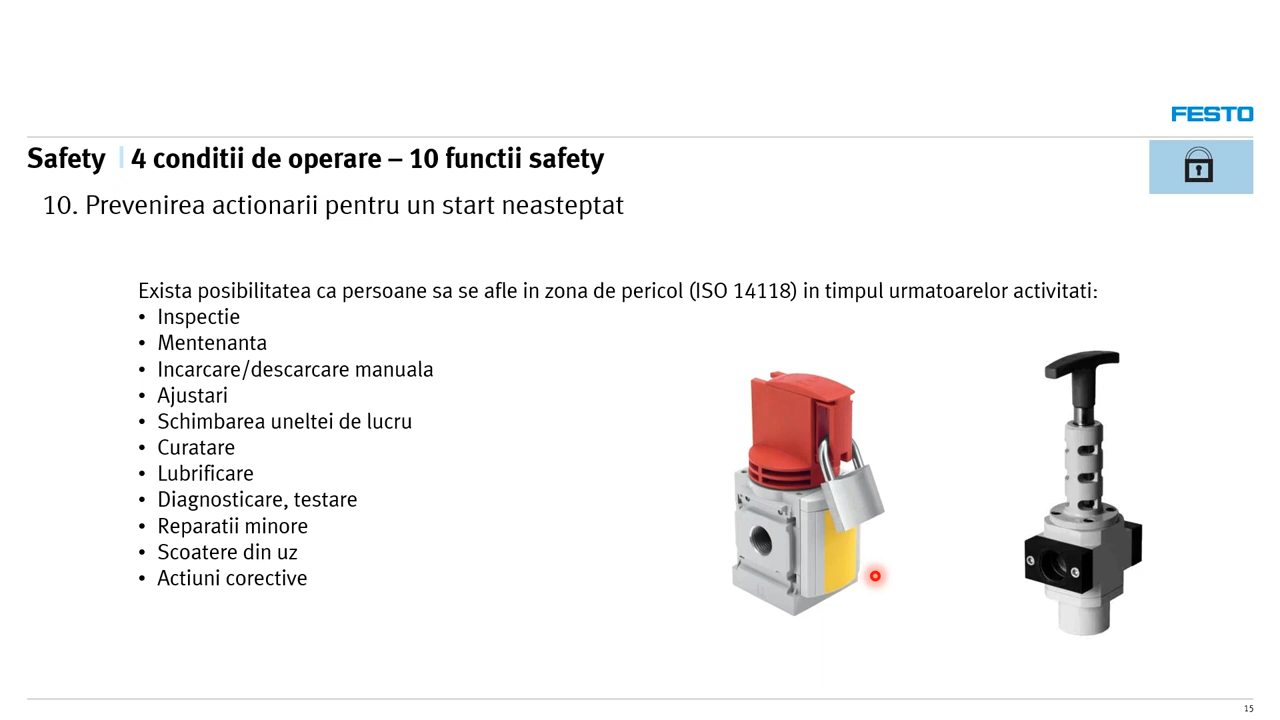 FESTO
Safety | 4 conditii de operare – 10 functii safety
10. Prevenirea actionarii pentru un start neasteptat
Exista posibilitatea ca persoane sa se afle in zona de pericol (ISO 14118) in timpul urmatoarelor activitati:
• Inspectie
• Mentenanta
• Incarcare/descarcare manuala
• Ajustari
• Schimbarea uneltei de lucru
• Curatare
• Lubrificare
• Diagnosticare, testare
• Reparatii minore
• Scoatere din uz
• Actiuni corective
15